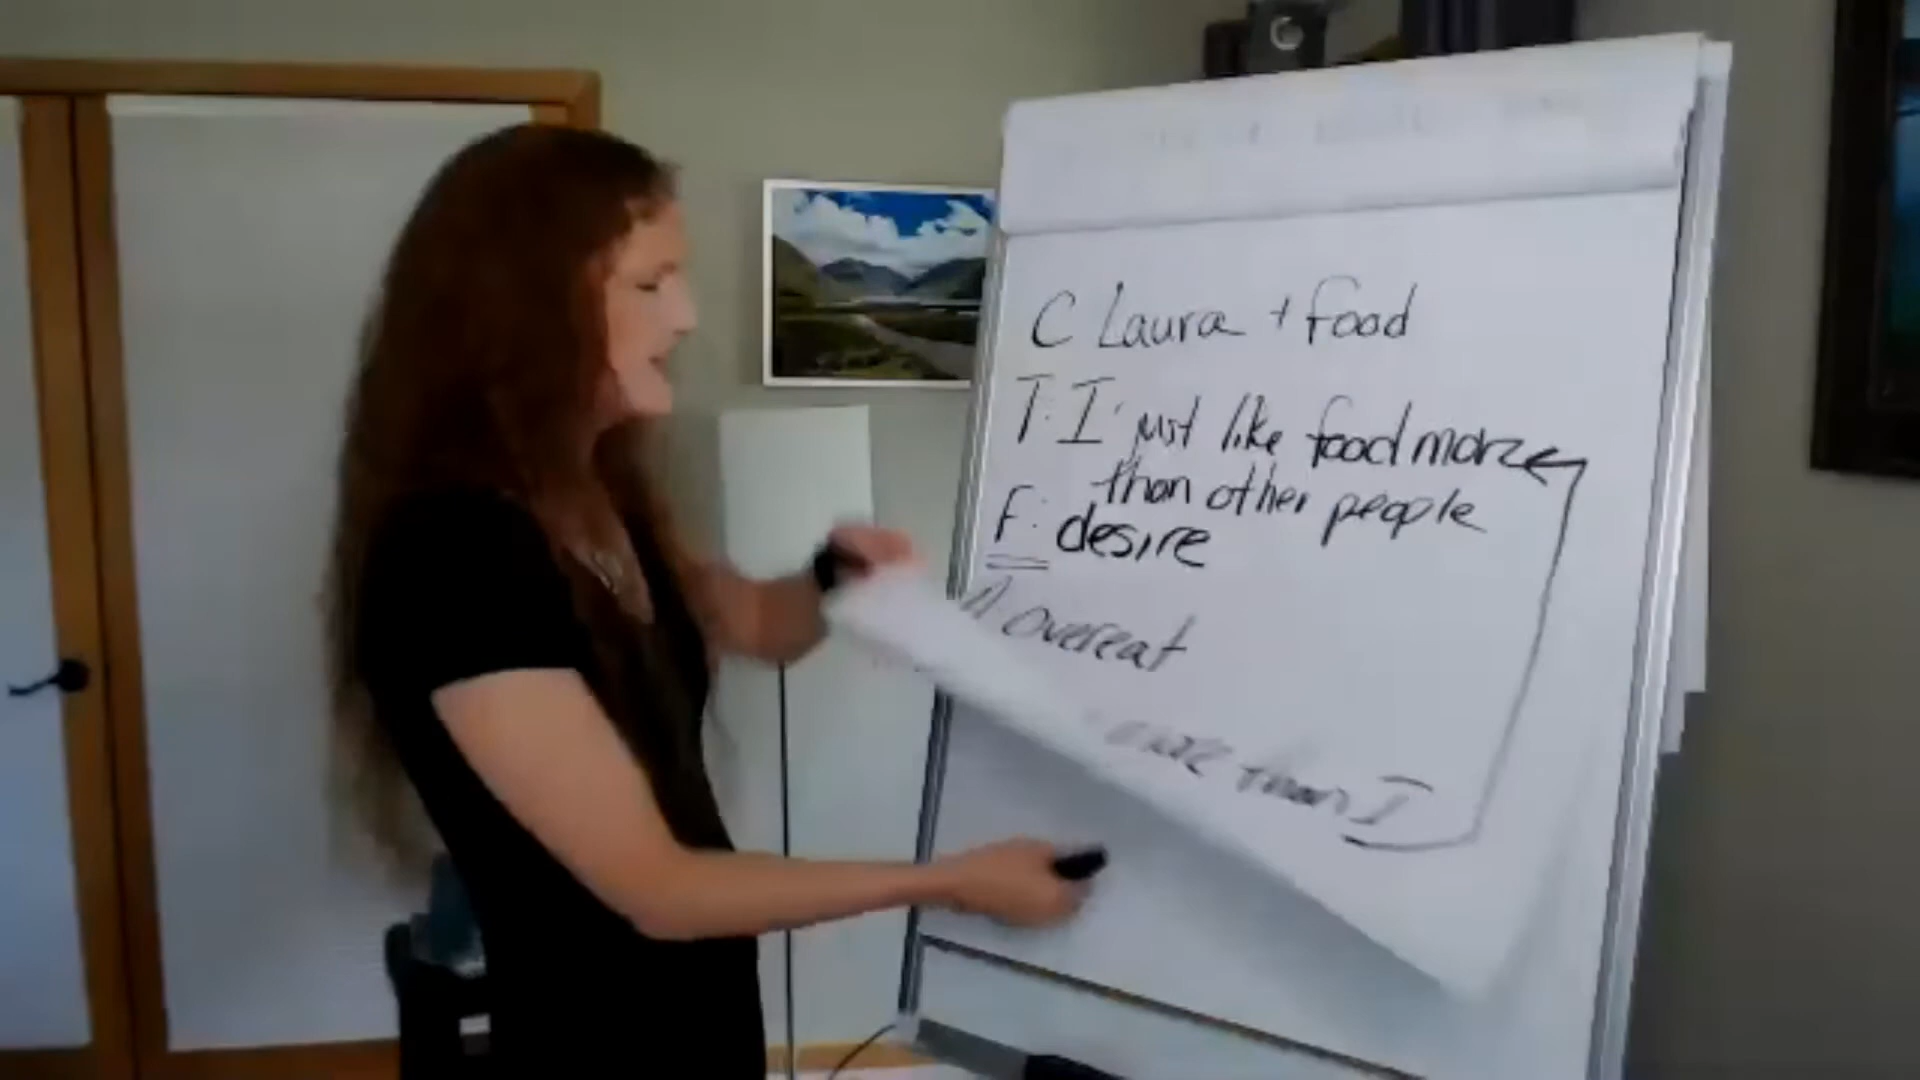 C Laura + food
T: I just like food more
than other people
F: desire
A overeat
more than I